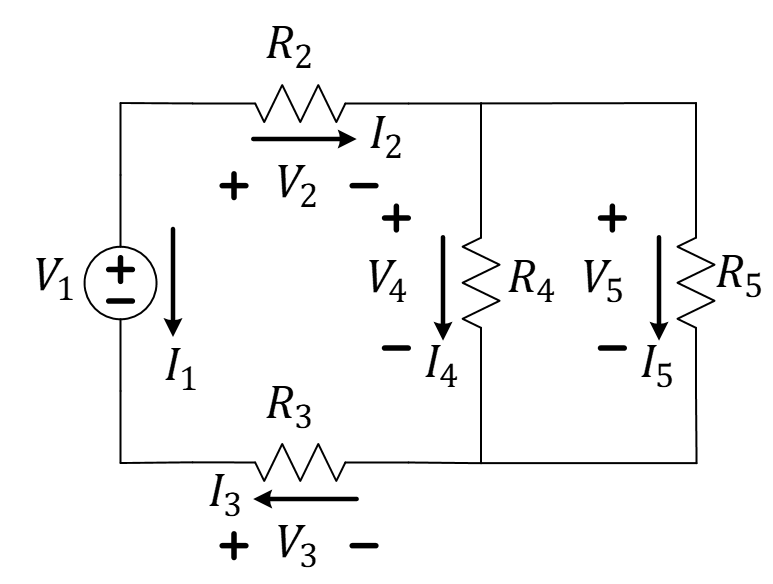 R₂
I₂
+ V₂ −
V₁ + −
I₁
+ V₄ −
R₄
I₄
+ V₅ −
R₅
I₅
R₃
I₃
+ V₃ −